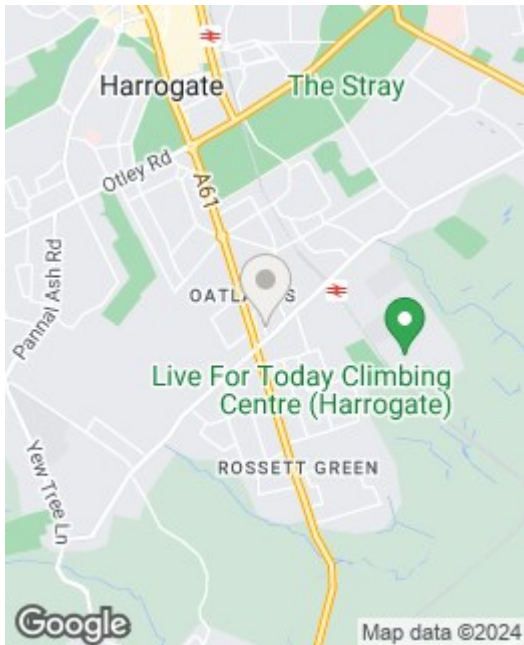 Harrogate
The Stray
Otley Rd
A61
Pannal Ash Rd
Live For Today Climbing
Centre (Harrogate)
ROSSETT GREEN
Yew Tree Ln
Google
Map data ©2024